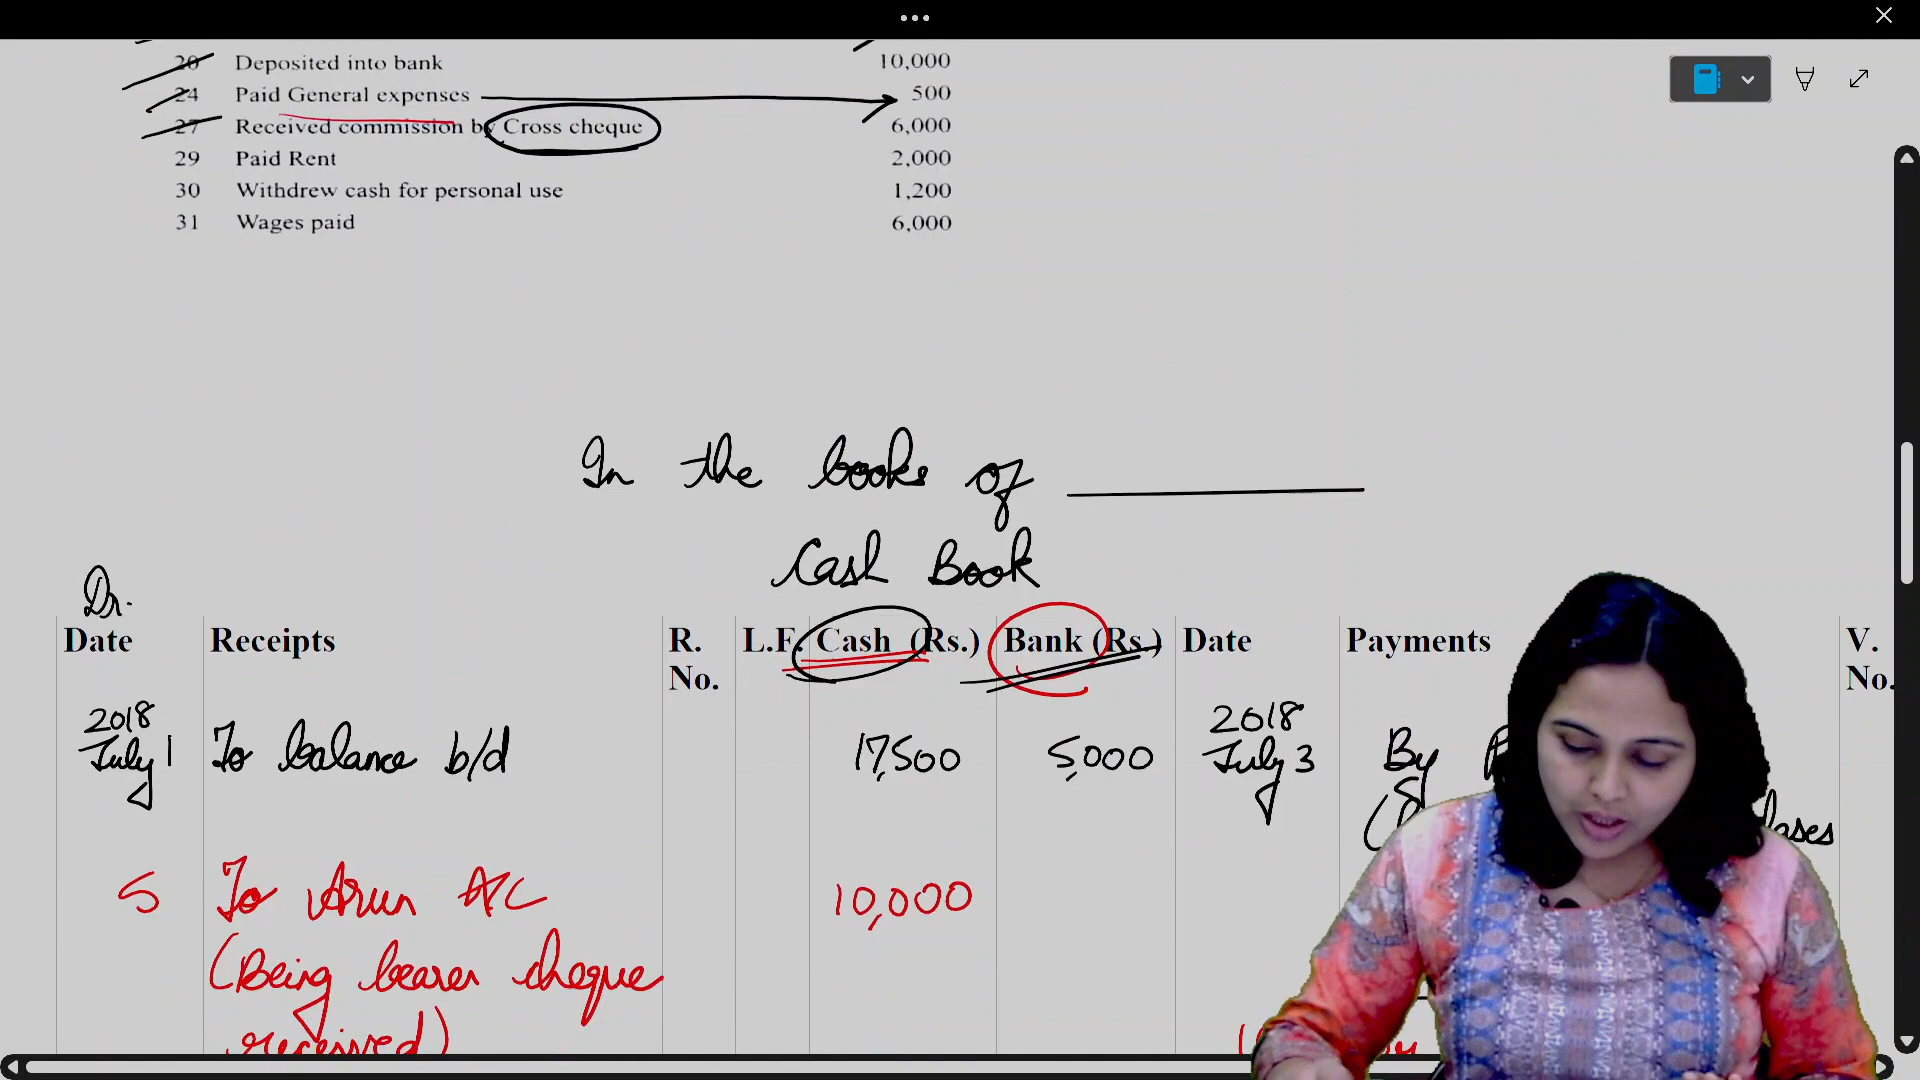 20 Deposited into bank 10,000
24 Paid General expenses 500
27 Received commission by Cross cheque 6,000
29 Paid Rent 2,000
30 Withdrew cash for personal use 1,200
31 Wages paid 6,000
In the books of
Cash Book
Dr.
Date Receipts R. No. L.F. Cash (Rs.) Bank (Rs.) Date Payments V. No.
2018 July 1 To balance b/d 17,500 5,000 2018 July 3 By
5 To Arun A/C 10,000
(Being bearer cheque
received)